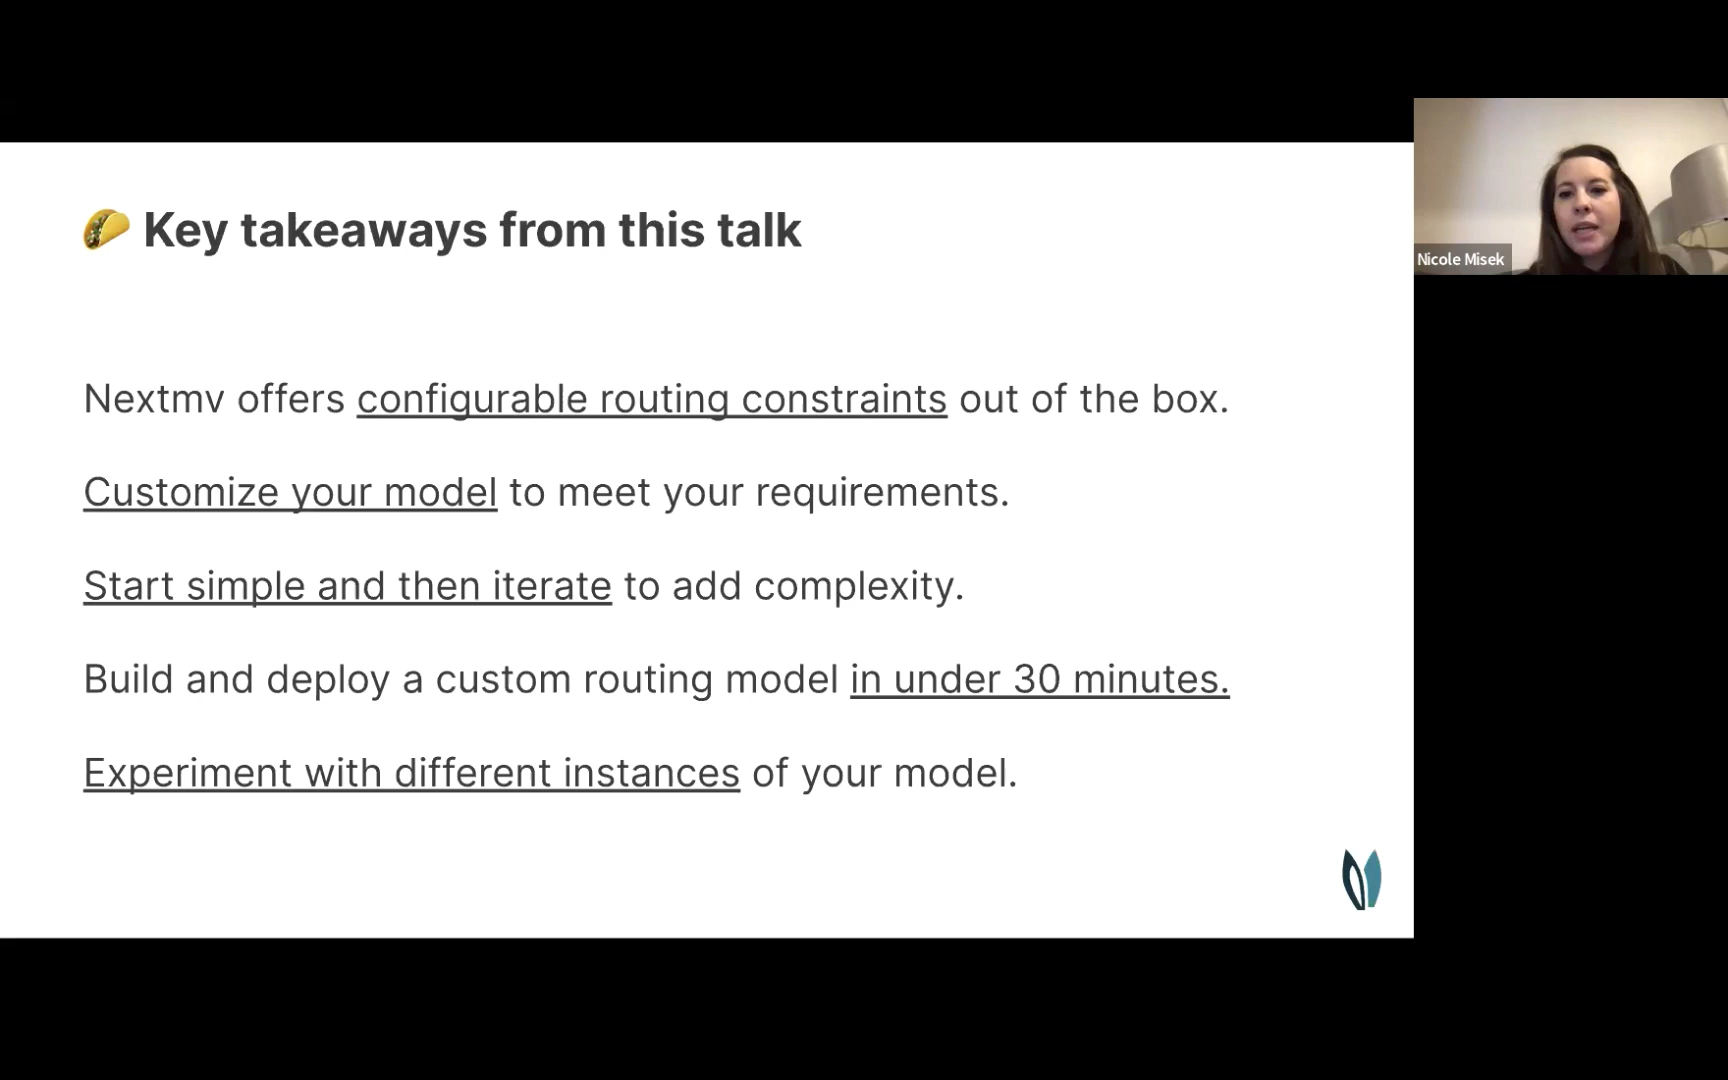 Key takeaways from this talk
Nicole Misek
Nextmv offers configurable routing constraints out of the box.
Customize your model to meet your requirements.
Start simple and then iterate to add complexity.
Build and deploy a custom routing model in under 30 minutes.
Experiment with different instances of your model.